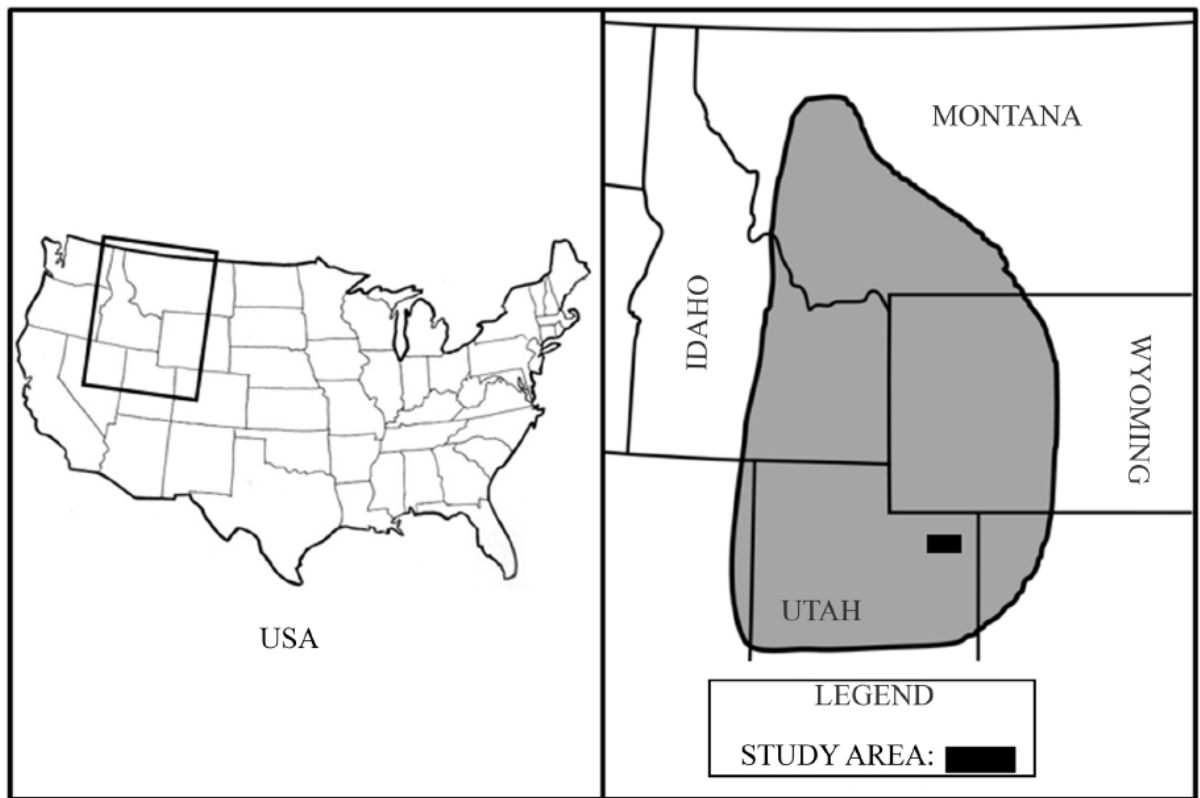 USA
MONTANA
IDAHO
WYOMING
UTAH
LEGEND
STUDY AREA: